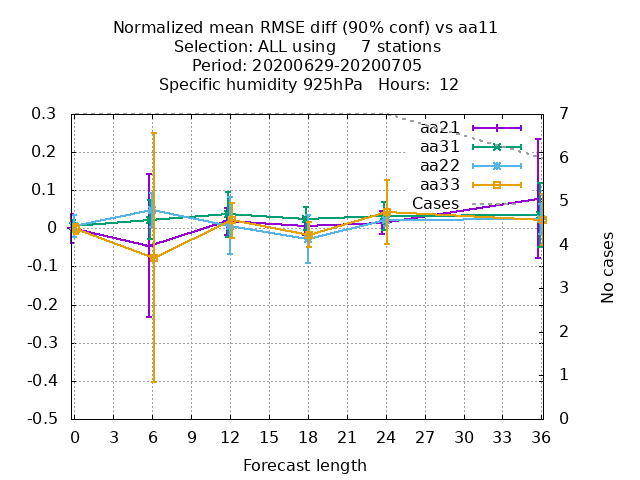 Normalized mean RMSE diff (90% conf) vs aa11
Selection: ALL using     7 stations
Period: 20200629-20200705
Specific humidity 925hPa   Hours:  12
0.3
0.2
0.1
0
-0.1
-0.2
-0.3
-0.4
-0.5
aa21
aa31
aa22
aa33
Cases
7
6
5
4
3
2
1
0
No cases
0 3 6 9 12 15 18 21 24 27 30 33 36
Forecast length